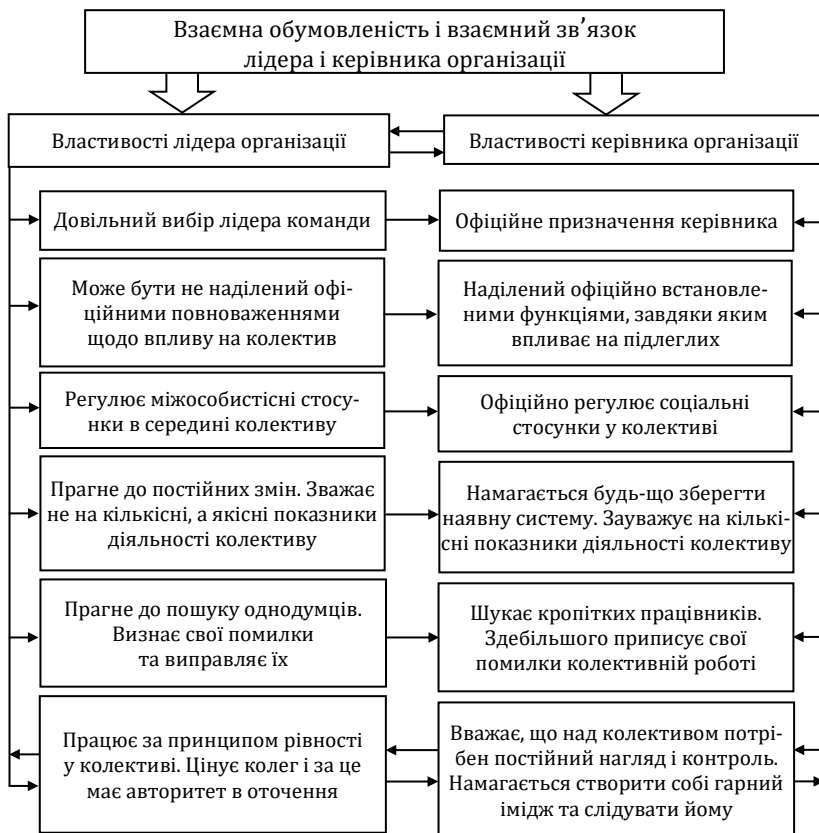 Взаємна обумовленість і взаємний зв’язок
лідера і керівника організації
Властивості лідера організації
Властивості керівника організації
Довільний вибір лідера команди
Офіційне призначення керівника
Може бути не наділений офі-
ційними повноваженнями
щодо впливу на колектив
Наділений офіційно встановле-
ними функціями, завдяки яким
впливає на підлеглих
Регулює міжособистісні стосу-
нки в середині колективу
Офіційно регулює соціальні
стосунки у колективі
Прагне до постійних змін. Зважає
не на кількісні, а якісні показники
діяльності колективу
Намагається будь-що зберегти
наявну систему. Зауважує на кількі-
сні показники діяльності колективу
Прагне до пошуку однодумців.
Визнає свої помилки
та виправляє їх
Шукає кропітких працівників.
Здебільшого приписує свої
помилки колективній роботі
Працює за принципом рівності
у колективі. Цінує колег і за це
має авторитет в оточення
Вважає, що над колективом потрі-
бен постійний нагляд і контроль.
Намагається створити собі гарний
імідж та слідувати йому